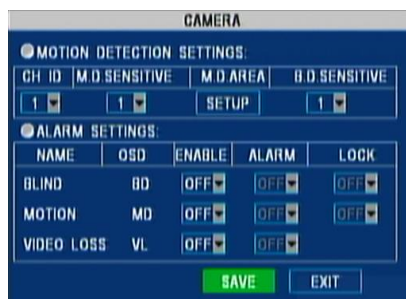 CAMERA
MOTION DETECTION SETTINGS:
CH ID M.D.SENSITIVE M.D.AREA B.D.SENSITIVE
1 1 SETUP 1
ALARM SETTINGS:
NAME OSD ENABLE ALARM LOCK
BLIND BD OFF OFF OFF
MOTION MD OFF OFF OFF
VIDEO LOSS VL OFF OFF
SAVE EXIT